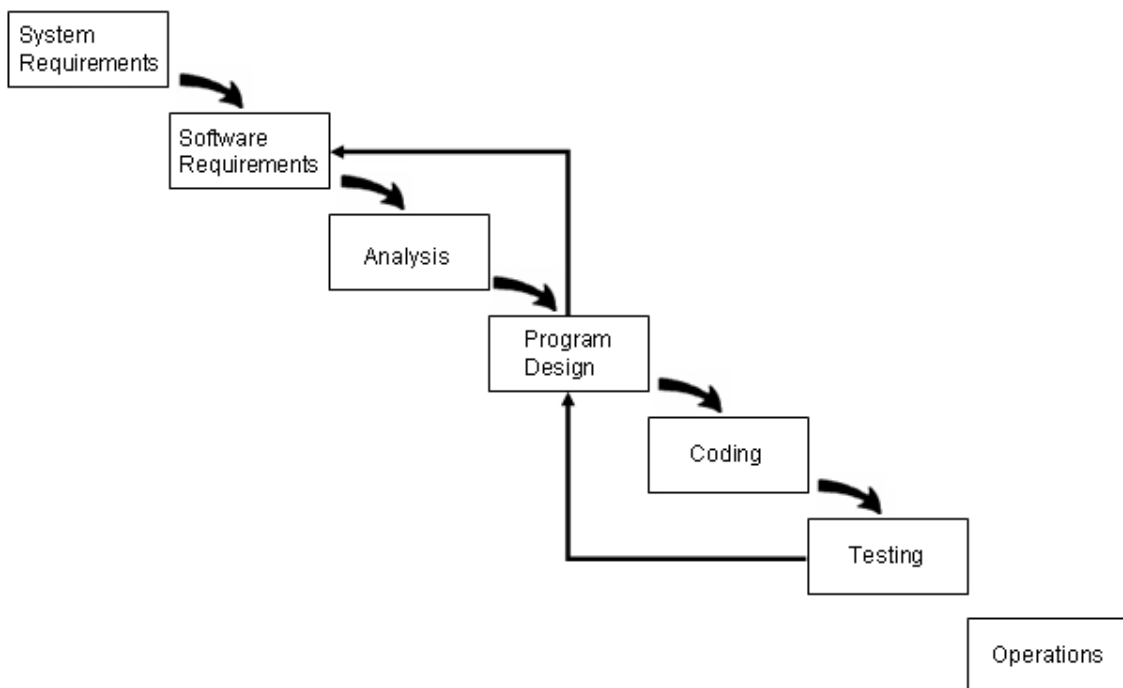 System
Requirements
Software
Requirements
Analysis
Program
Design
Coding
Testing
Operations